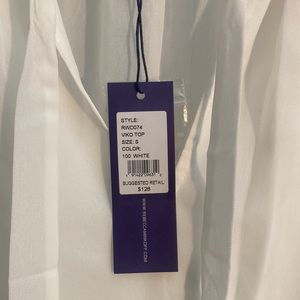 STYLE:
RWD074
VIKO TOP
SIZE: S
COLOR:
100 WHITE
SUGGESTED RETAIL
$128
WWW.REBECCAMINKOFF.COM